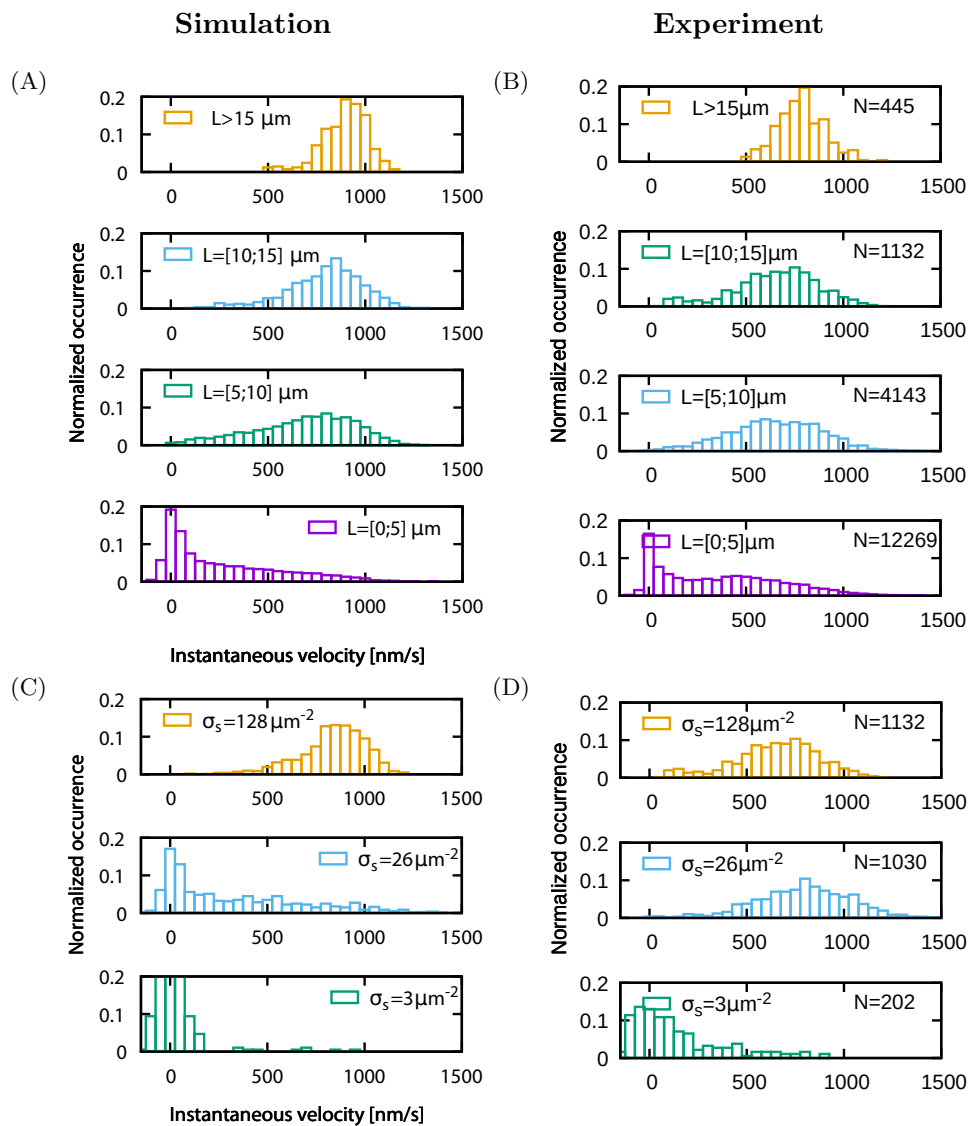 Simulation
Experiment
(A)
0.2
0.1
0
L>15 μm
0 500 1000 1500
0.2
0.1
0
L=[10;15] μm
0 500 1000 1500
0.2
0.1
0
L=[5;10] μm
0 500 1000 1500
0.2
0.1
0
L=[0;5] μm
0 500 1000 1500
Normalized occurrence
Instantaneous velocity [nm/s]
(B)
0.2
0.1
0
L>15μm N=445
0 500 1000 1500
0.2
0.1
0
L=[10;15]μm N=1132
0 500 1000 1500
0.2
0.1
0
L=[5;10]μm N=4143
0 500 1000 1500
0.2
0.1
0
L=[0;5]μm N=12269
0 500 1000 1500
Normalized occurrence
(C)
0.2
0.1
0
σs=128μm-2
0 500 1000 1500
0.2
0.1
0
σs=26μm-2
0 500 1000 1500
0.2
0.1
0
σs=3μm-2
0 500 1000 1500
Normalized occurrence
Instantaneous velocity [nm/s]
(D)
0.2
0.1
0
σs=128μm-2 N=1132
0 500 1000 1500
0.2
0.1
0
σs=26μm-2 N=1030
0 500 1000 1500
0.2
0.1
0
σs=3μm-2 N=202
0 500 1000 1500
Normalized occurrence
Instantaneous velocity [nm/s]